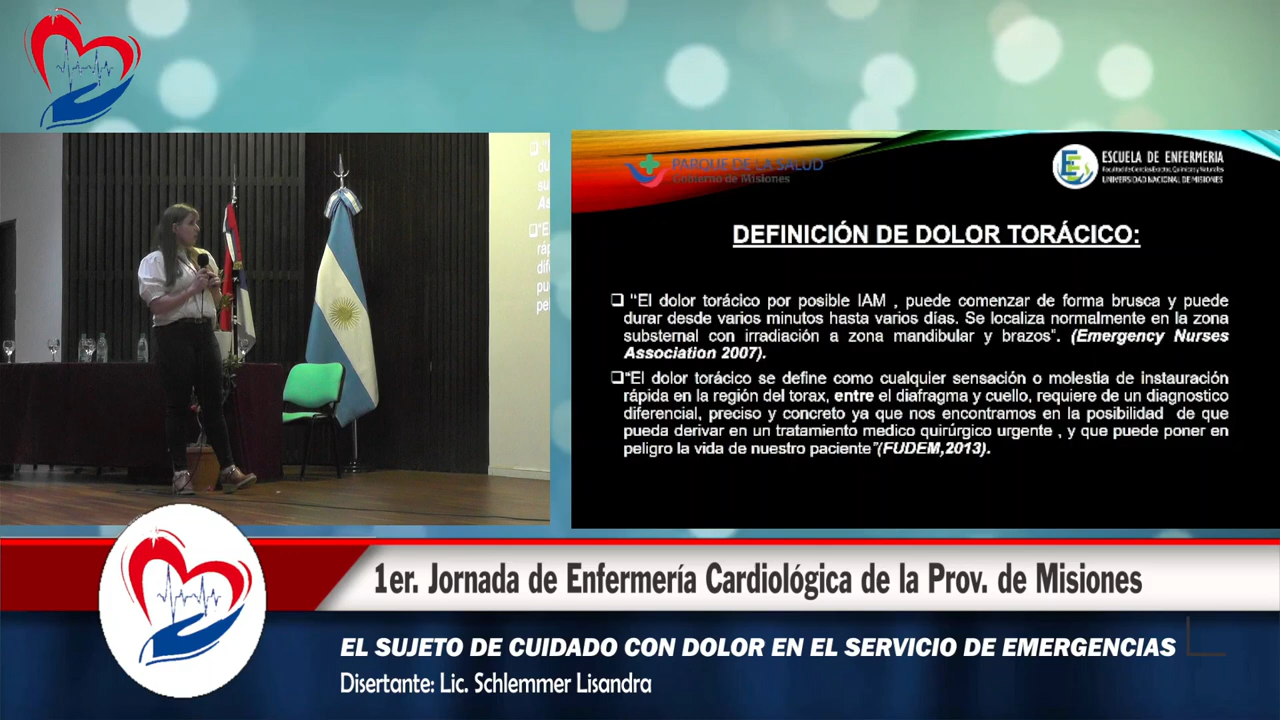 PARQUE DE LA SALUD
Gobierno de Misiones
ESCUELA DE ENFERMERIA
Facultad de Ciencias Exactas, Químicas y Naturales
UNIVERSIDAD NACIONAL DE MISIONES
DEFINICIÓN DE DOLOR TORÁCICO:
"El dolor torácico por posible IAM , puede comenzar de forma brusca y puede
durar desde varios minutos hasta varios días. Se localiza normalmente en la zona
substernal con irradiación a zona mandibular y brazos". (Emergency Nurses
Association 2007).
"El dolor torácico se define como cualquier sensación o molestia de instauración
rápida en la región del torax, entre el diafragma y cuello, requiere de un diagnostico
diferencial, preciso y concreto ya que nos encontramos en la posibilidad de que
pueda derivar en un tratamiento medico quirúrgico urgente , y que puede poner en
peligro la vida de nuestro paciente"(FUDEM,2013).
1er. Jornada de Enfermería Cardiológica de la Prov. de Misiones
EL SUJETO DE CUIDADO CON DOLOR EN EL SERVICIO DE EMERGENCIAS
Disertante: Lic. Schlemmer Lisandra